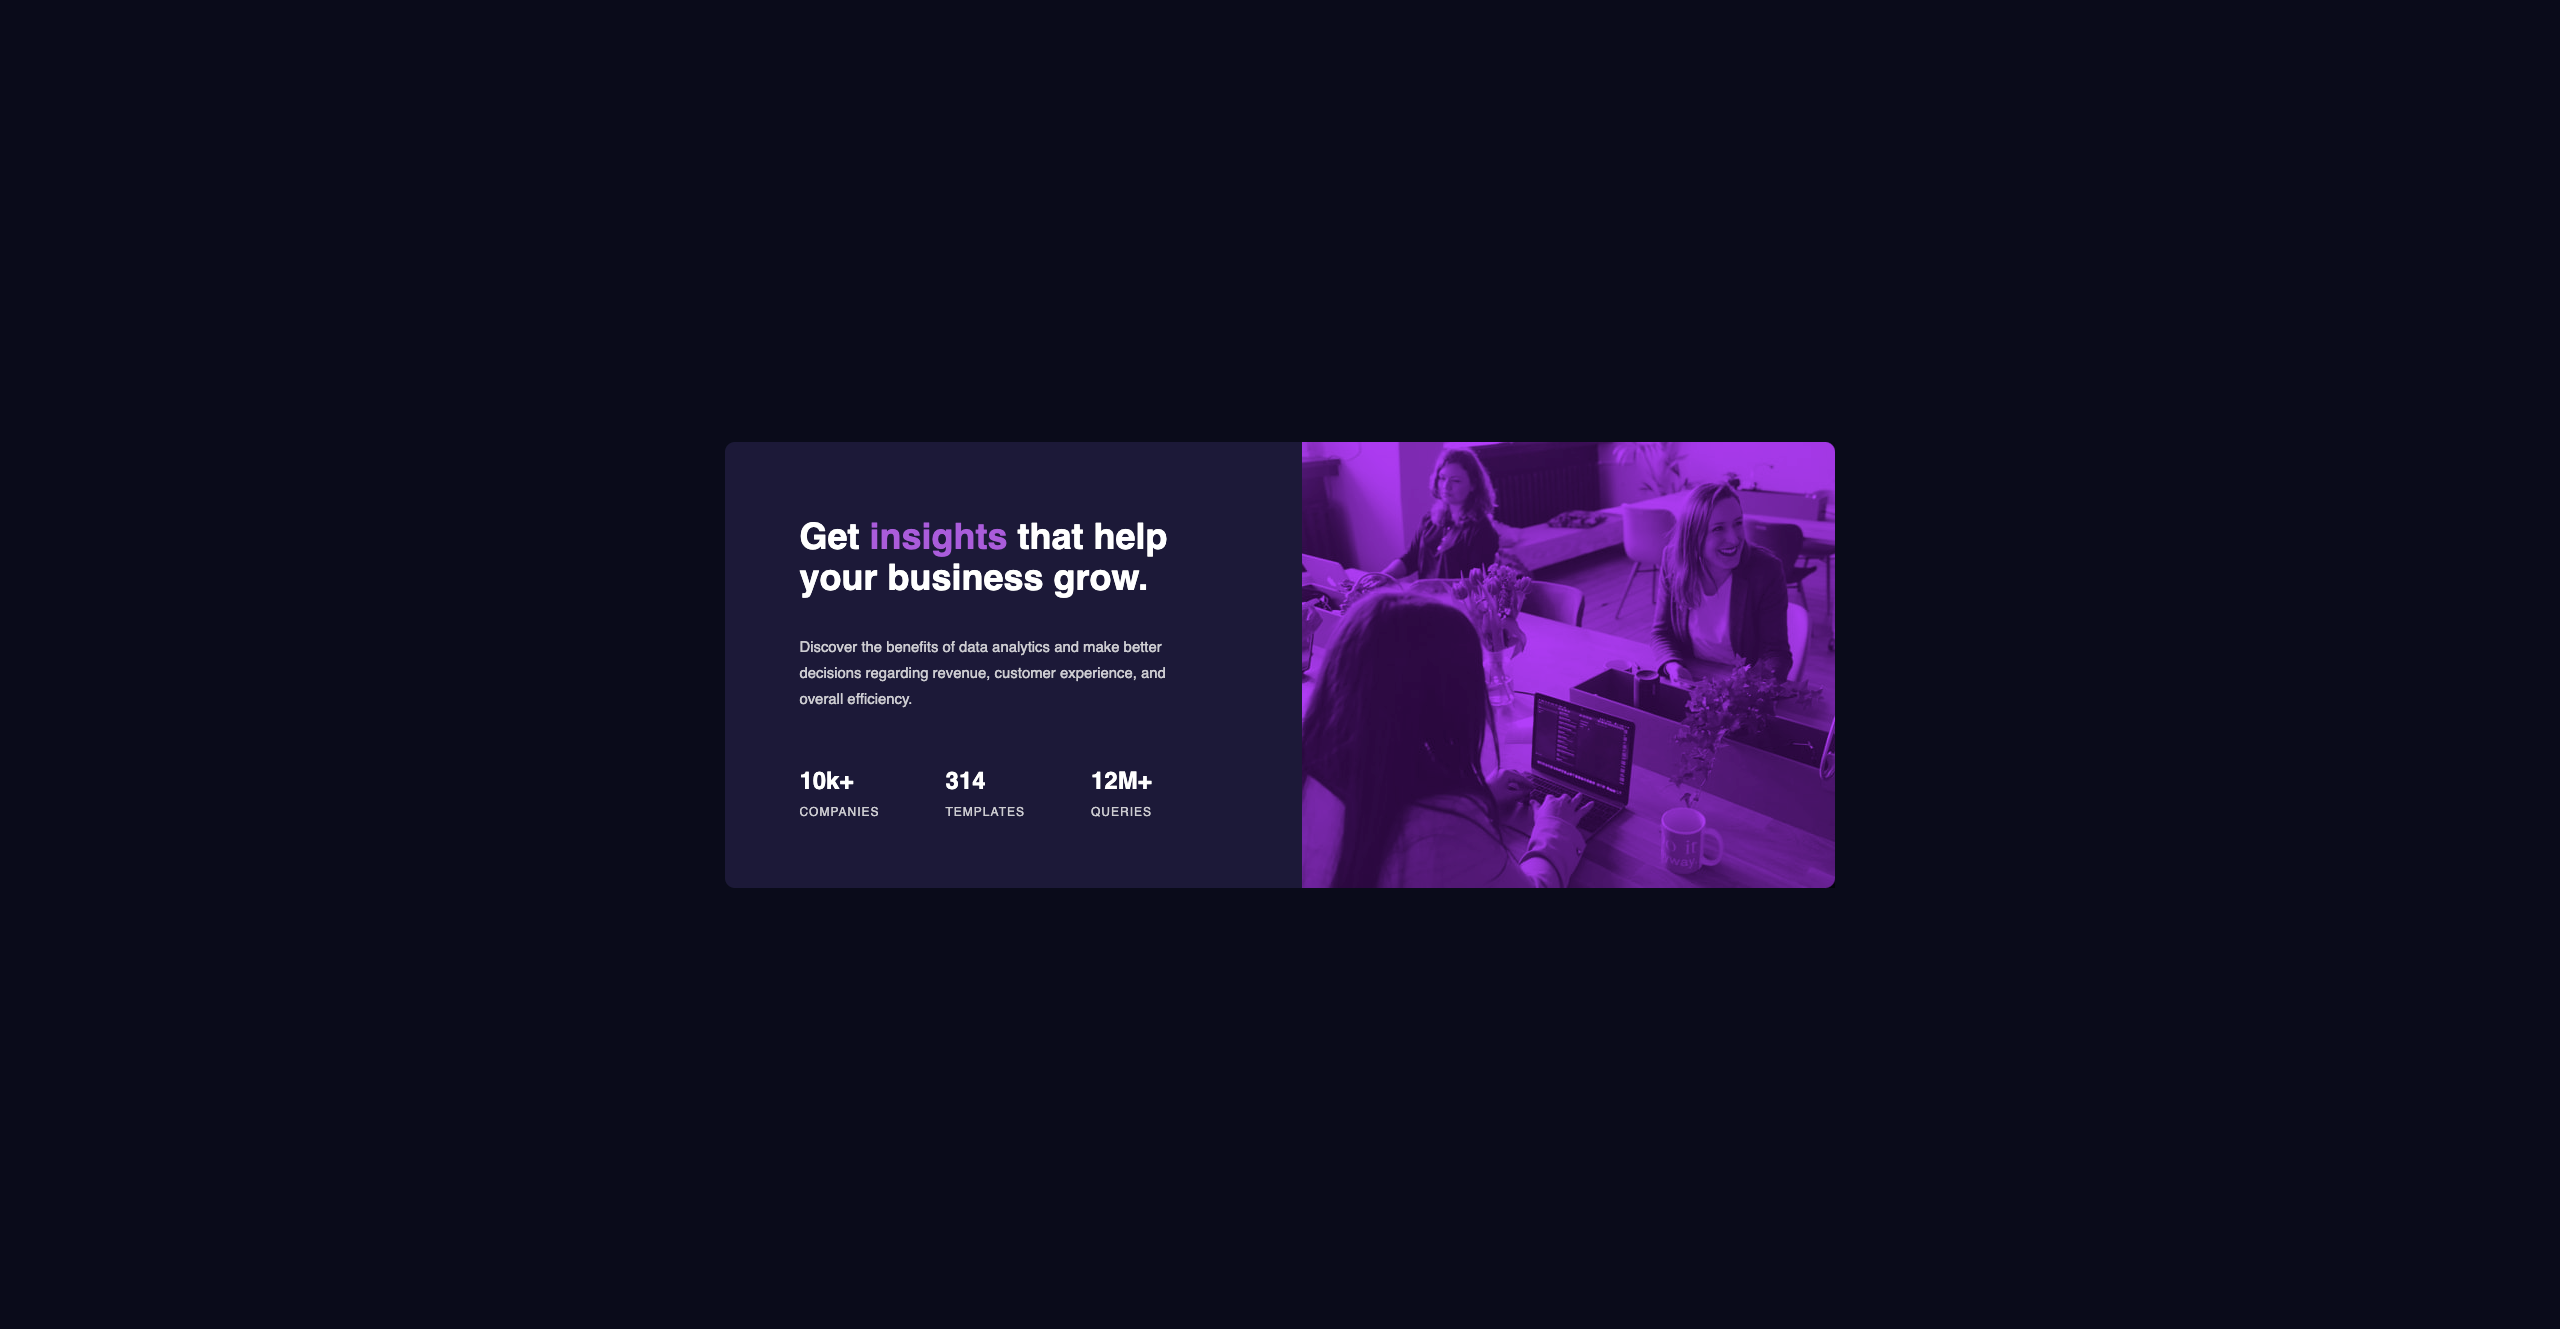 Get insights that help
your business grow.
Discover the benefits of data analytics and make better
decisions regarding revenue, customer experience, and
overall efficiency.
10k+ 314 12M+
COMPANIES TEMPLATES QUERIES